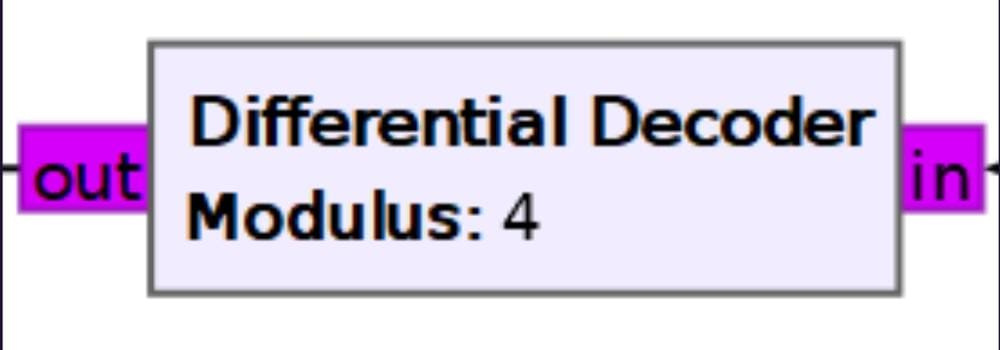 Differential Decoder
out
in
Modulus: 4